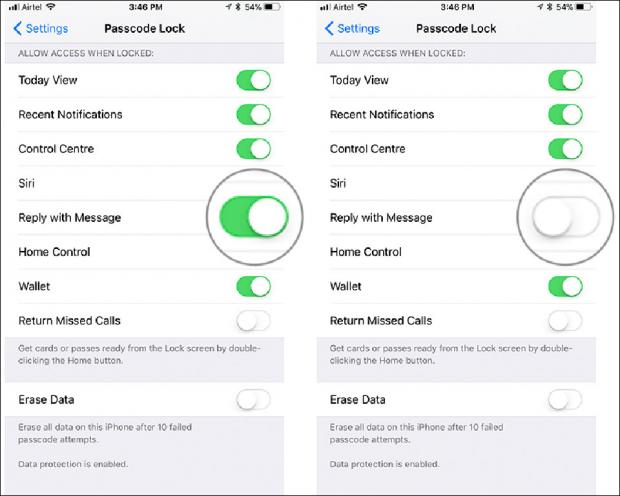 Airtel 3:46 PM 54%
Settings Passcode Lock
ALLOW ACCESS WHEN LOCKED:
Today View
Recent Notifications
Control Centre
Siri
Reply with Message
Home Control
Wallet
Return Missed Calls
Get cards or passes ready from the Lock screen by double-
clicking the Home button.
Erase Data
Erase all data on this iPhone after 10 failed
passcode attempts.
Data protection is enabled.
Airtel 3:46 PM 54%
Settings Passcode Lock
ALLOW ACCESS WHEN LOCKED:
Today View
Recent Notifications
Control Centre
Siri
Reply with Message
Home Control
Wallet
Return Missed Calls
Get cards or passes ready from the Lock screen by double-
clicking the Home button.
Erase Data
Erase all data on this iPhone after 10 failed
passcode attempts.
Data protection is enabled.